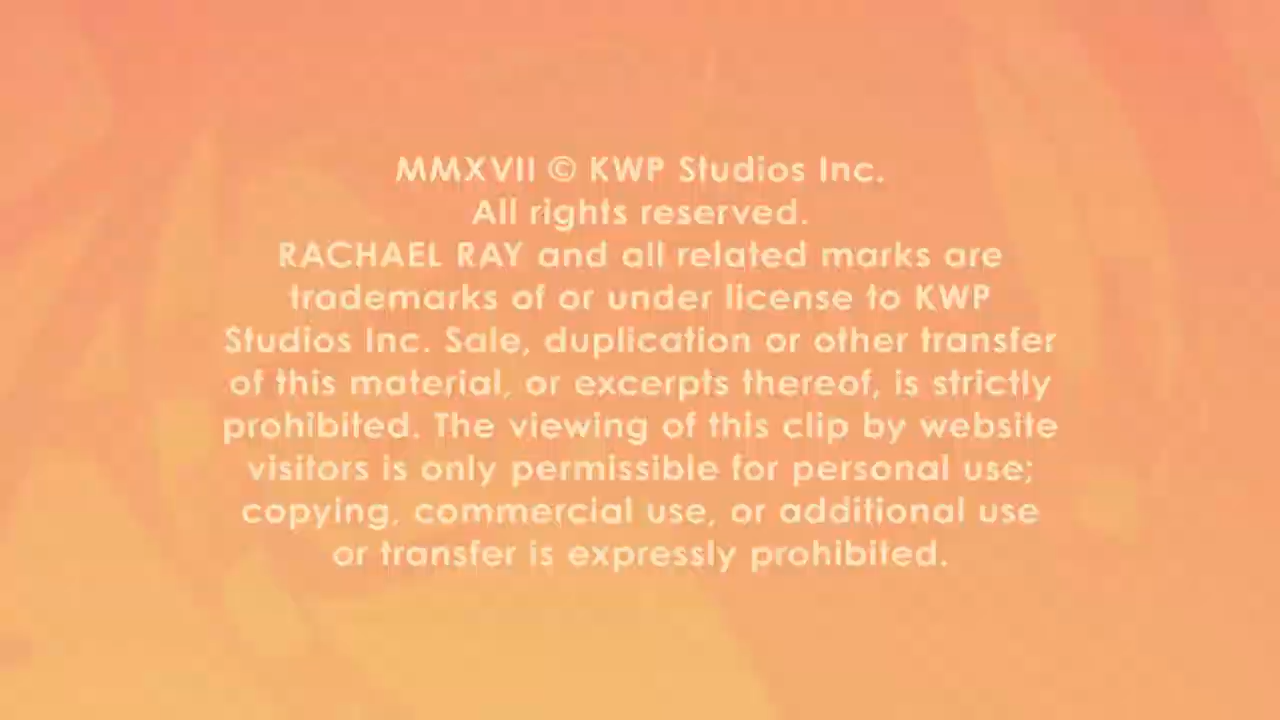 MMXVII © KWP Studios Inc.
All rights reserved.
RACHAEL RAY and all related marks are
trademarks of or under license to KWP
Studios Inc. Sale, duplication or other transfer
of this material, or excerpts thereof, is strictly
prohibited. The viewing of this clip by website
visitors is only permissible for personal use;
copying, commercial use, or additional use
or transfer is expressly prohibited.